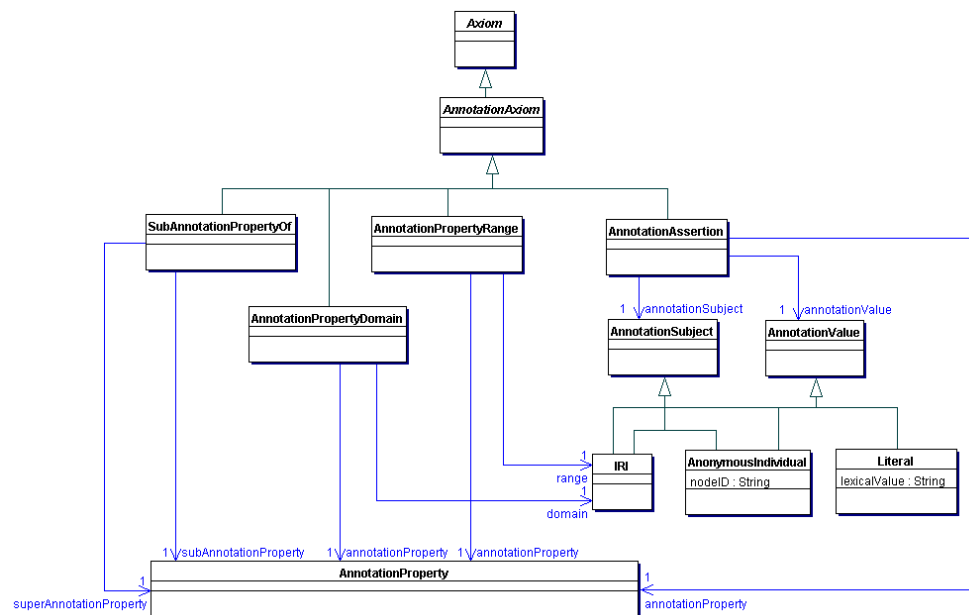 Axiom
AnnotationAxiom
SubAnnotationPropertyOf
AnnotationPropertyRange
AnnotationAssertion
1 annotationSubject
1 annotationValue
AnnotationPropertyDomain
AnnotationSubject
AnnotationValue
1
range
IRI
AnonymousIndividual
nodeID : String
Literal
lexicalValue : String
1
domain
1 subAnnotationProperty
1 annotationProperty
1 annotationProperty
AnnotationProperty
1
superAnnotationProperty
1
annotationProperty